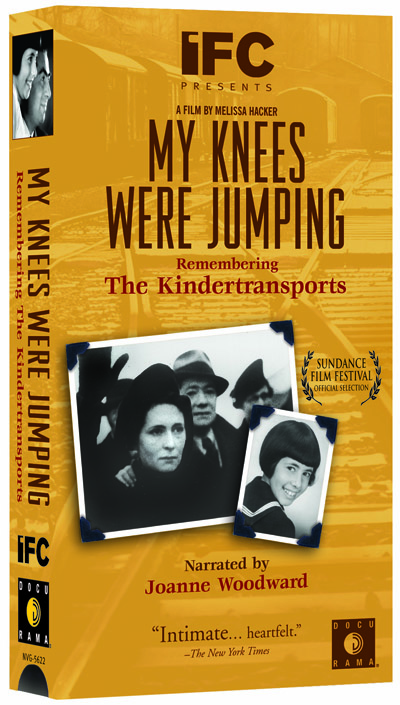 iFC
PRESENTS
A FILM BY MELISSA HACKER
MY KNEES
WERE JUMPING
Remembering
The Kindertransports
SUNDANCE
FILM FESTIVAL
OFFICIAL SELECTION
Narrated by
Joanne Woodward
"Intimate... heartfelt."
–The New York Times
DOCU
RAMA
MY KNEES WERE JUMPING
Remembering The Kindertransports
iFC
DOCU
RAMA
NVG-5622